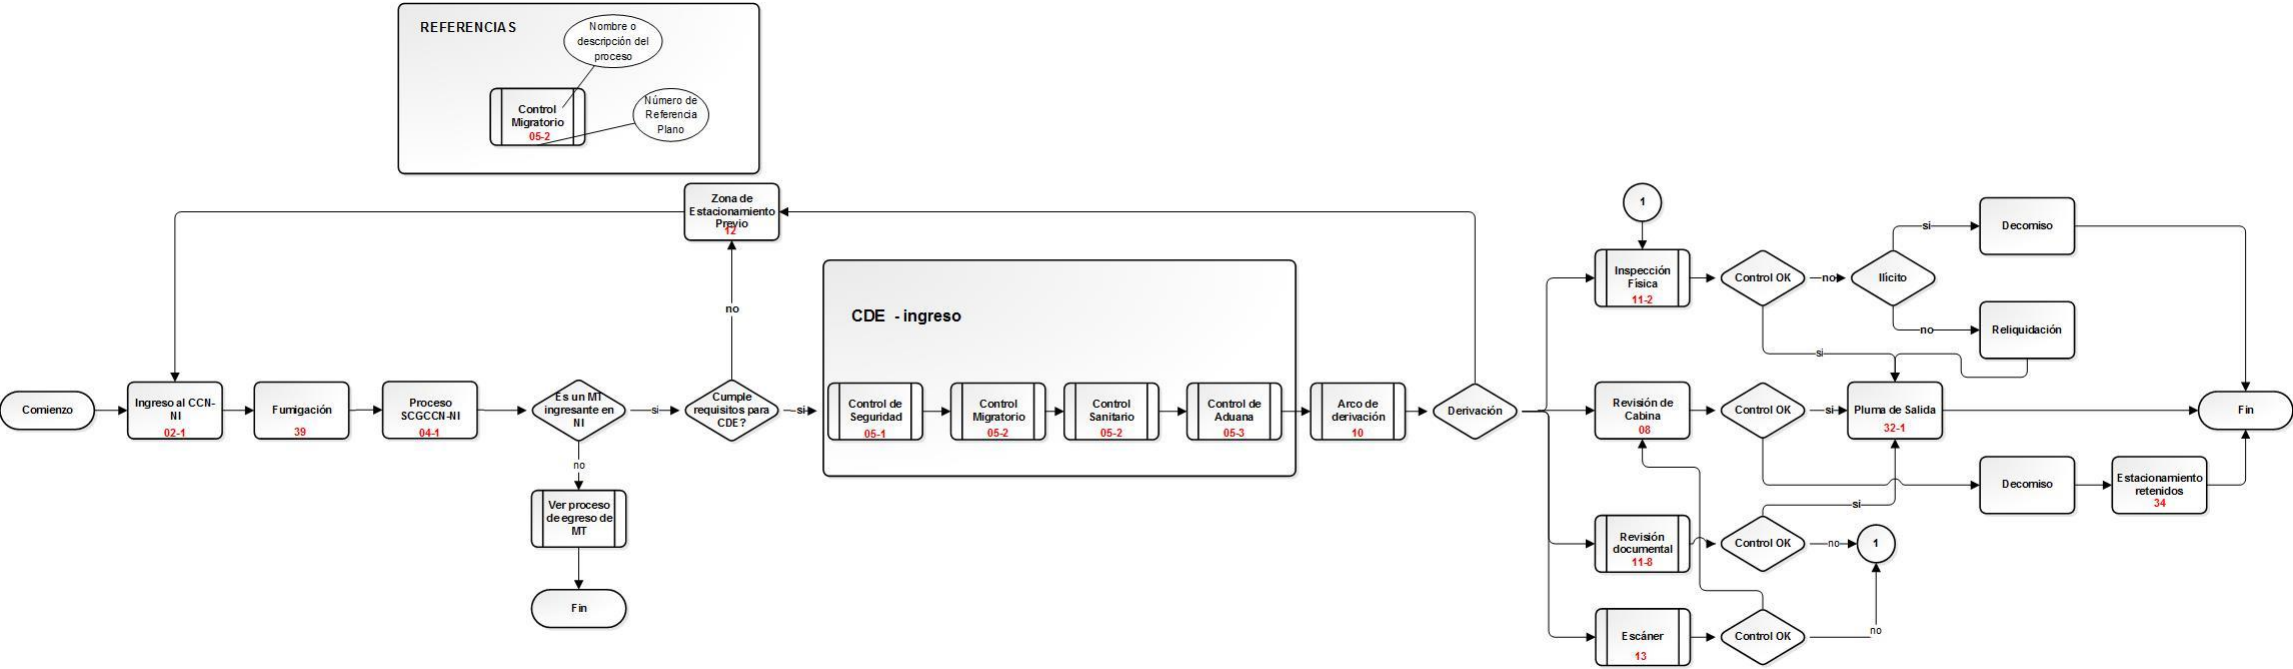 REFERENCIAS
Nombre o
descripción del
proceso
Control
Migratorio
05-2
Número de
Referencia
Plano
Zona de
Estacionamiento
Previo
12
no
CDE - ingreso
Comienzo
Ingreso al CCN-
NI
02-1
Fumigación
39
Proceso
SCGCCN-NI
04-1
Es un MT
ingresante en
NI
si
no
Ver proceso
de egreso de
MT
Fin
Cumple
requisitos para
CDE?
si
Control de
Seguridad
05-1
Control
Migratorio
05-2
Control
Sanitario
05-2
Control de
Aduana
05-3
Arco de
derivación
10
Derivación
1
Inspección
Física
11-2
Control OK
no
Ilícito
si
Decomiso
no
Reliquidación
si
Revisión de
Cabina
08
Control OK
si
Pluma de Salida
32-1
Fin
Decomiso
Estacionamiento
retenidos
34
si
Revisión
documental
11-8
Control OK
no
1
Escáner
13
Control OK
no